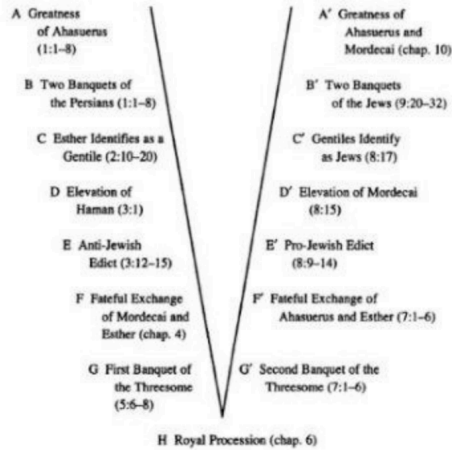 A Greatness
of Ahasuerus
(1:1–8)
A′ Greatness of
Ahasuerus and
Mordecai (chap. 10)
B Two Banquets of
the Persians (1:1–8)
B′ Two Banquets
of the Jews (9:20–32)
C Esther Identifies as a
Gentile (2:10–20)
C′ Gentiles Identify
as Jews (8:17)
D Elevation of
Haman (3:1)
D′ Elevation of Mordecai
(8:15)
E Anti-Jewish
Edict (3:12–15)
E′ Pro-Jewish Edict
(8:9–14)
F Fateful Exchange
of Mordecai and
Esther (chap. 4)
F′ Fateful Exchange of
Ahasuerus and Esther (7:1–6)
G First Banquet of
the Threesome
(5:6–8)
G′ Second Banquet of the
Threesome (7:1–6)
H Royal Procession (chap. 6)